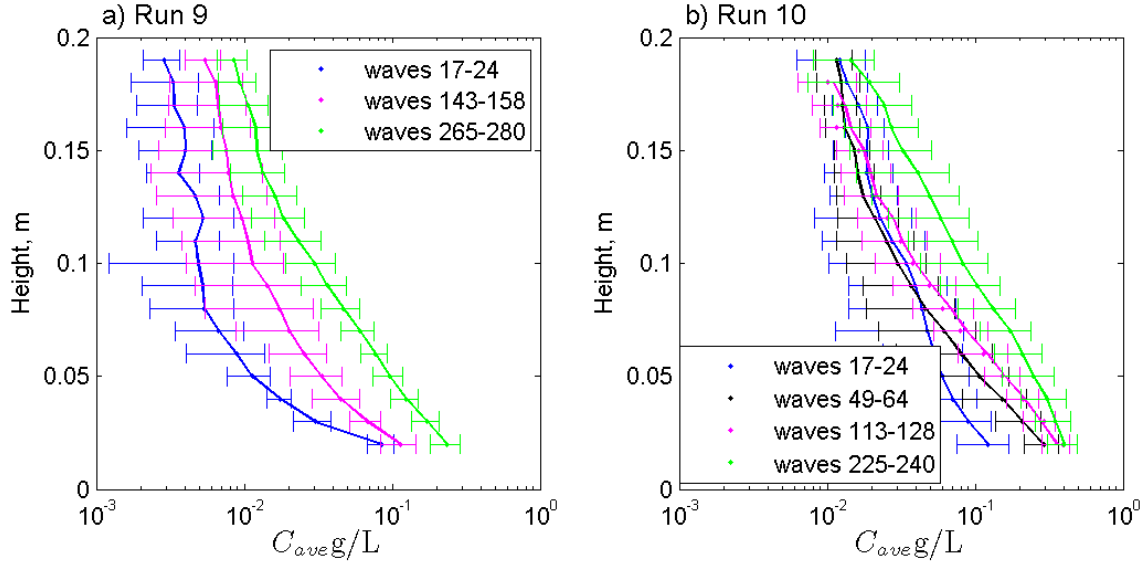 a) Run 9
b) Run 10
0.2
0.15
0.1
0.05
0
Height, m
waves 17-24
waves 143-158
waves 265-280
10^-3
10^-2
10^-1
10^0
C_ave g/L
0.2
0.15
0.1
0.05
0
Height, m
waves 17-24
waves 49-64
waves 113-128
waves 225-240
10^-3
10^-2
10^-1
10^0
C_ave g/L